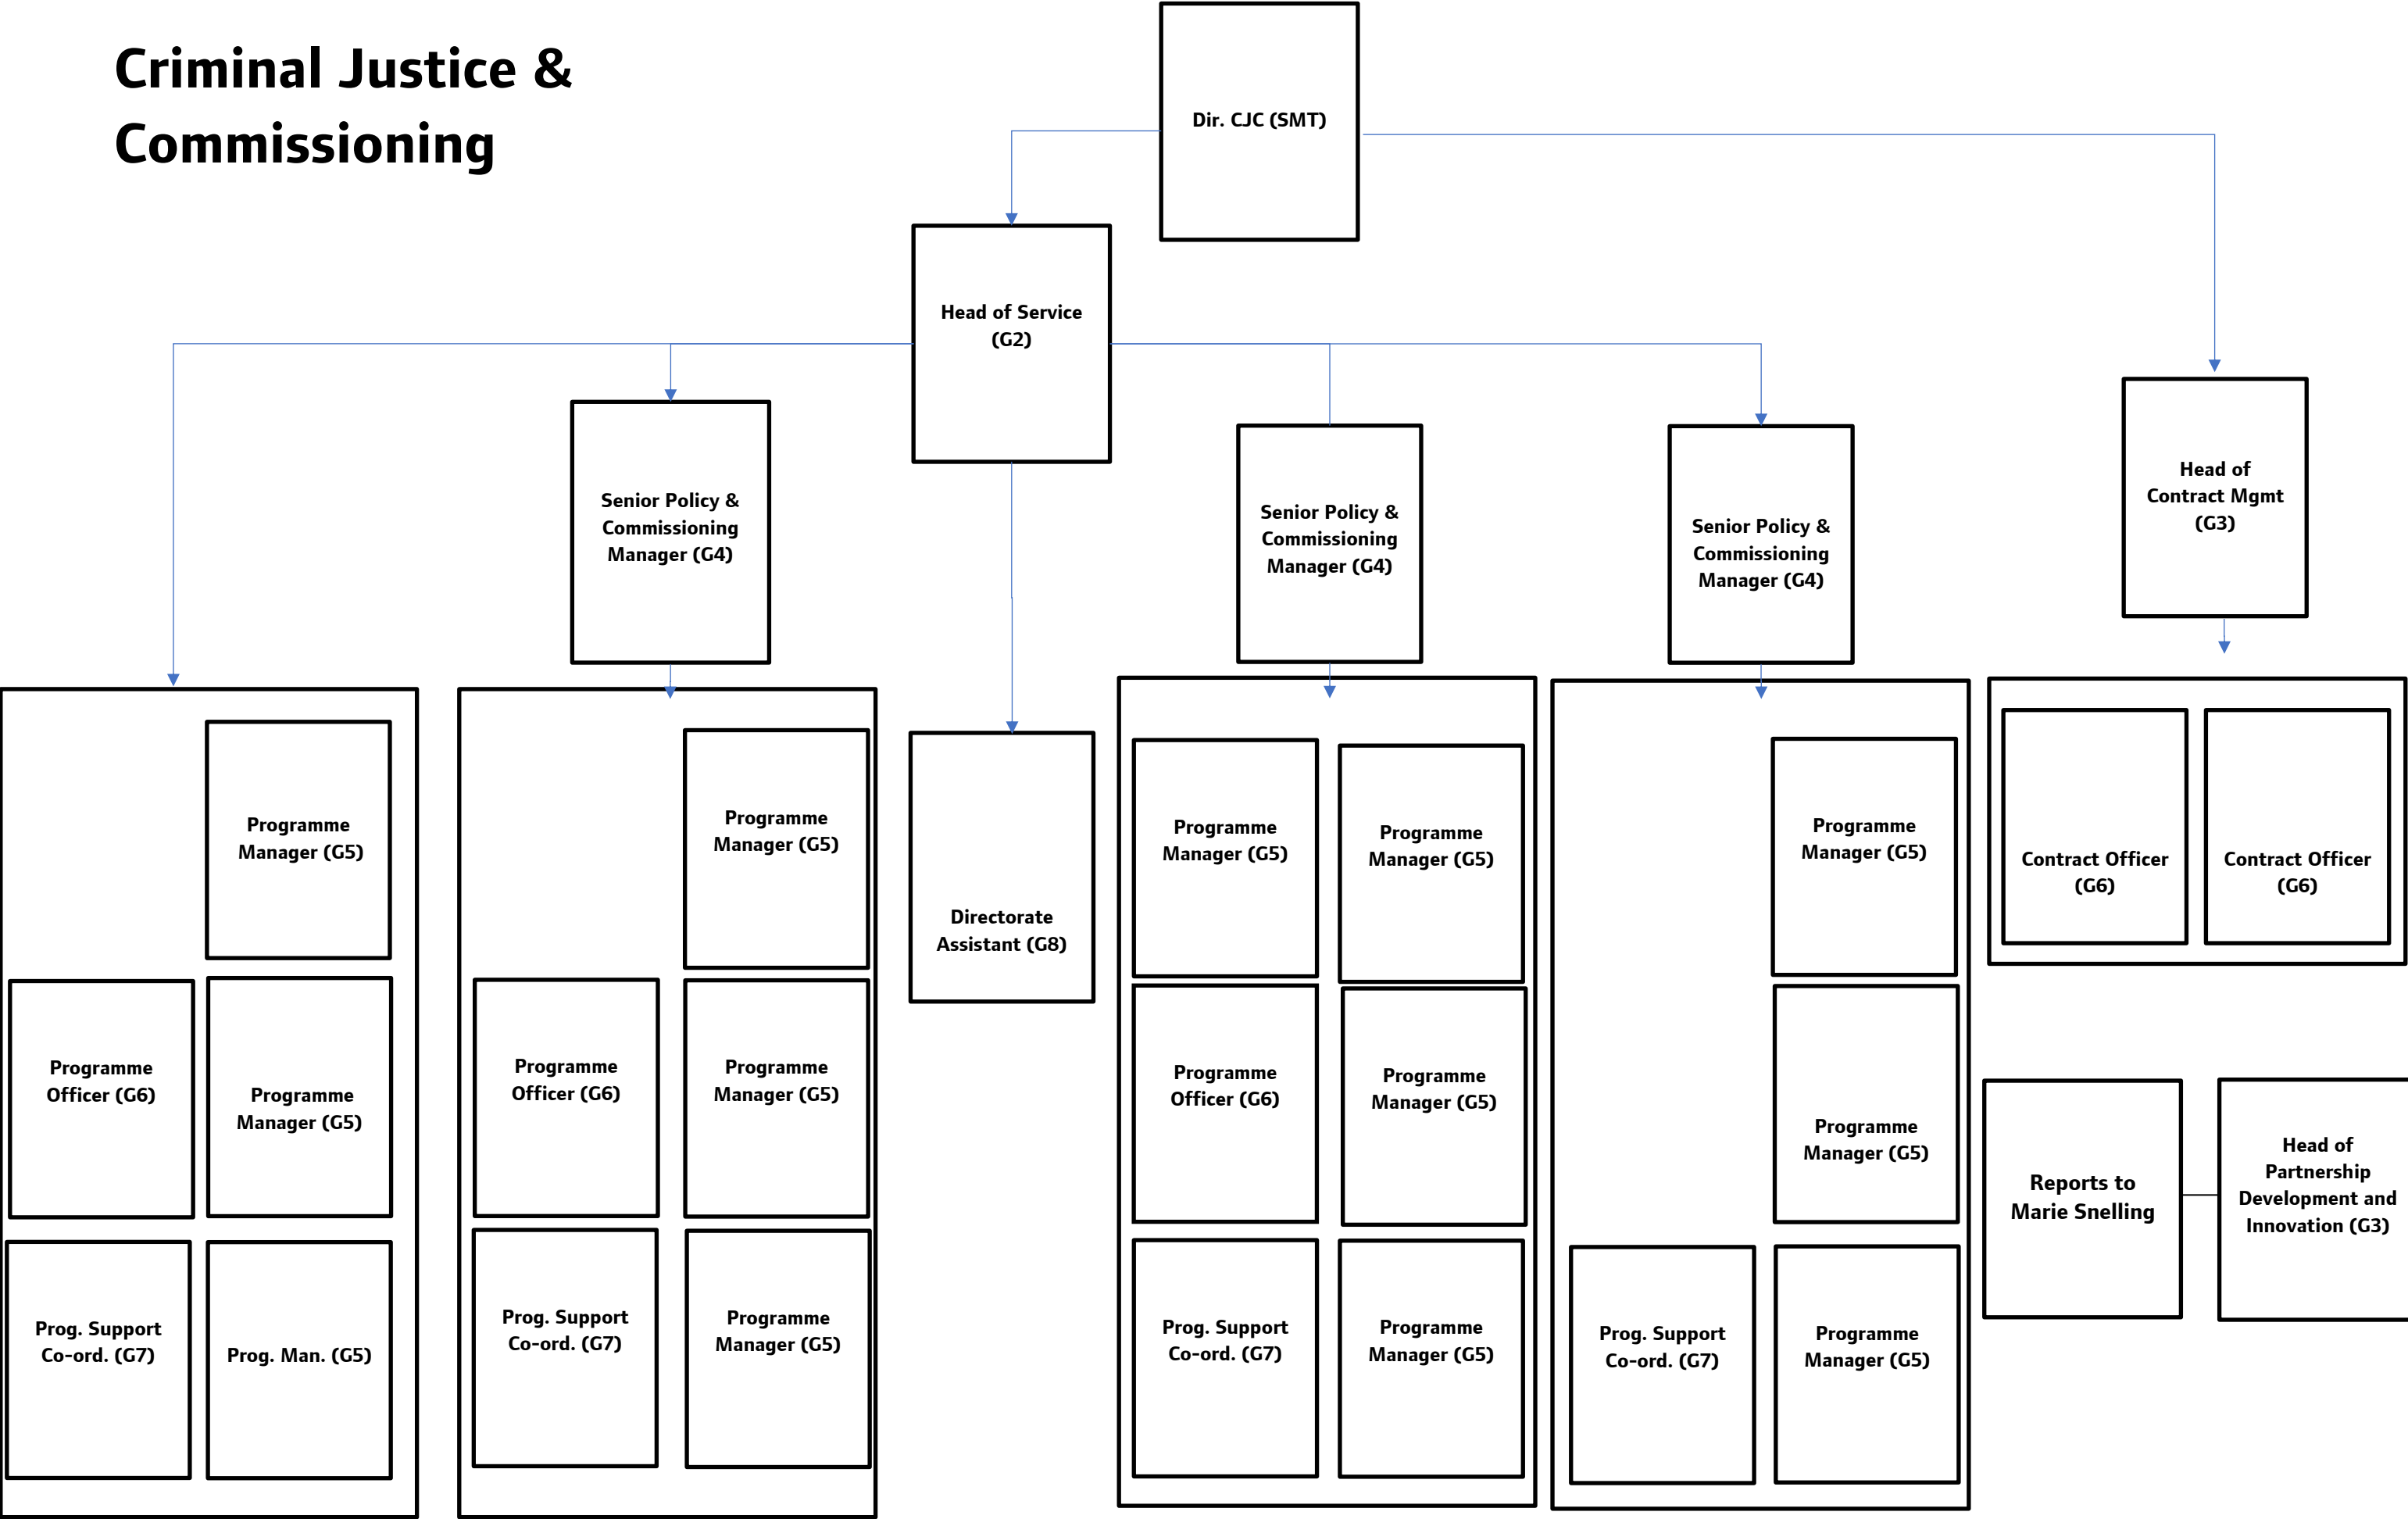 Criminal Justice &
Commissioning
Dir. CJC (SMT)
Head of Service
(G2)
Senior Policy &
Commissioning
Manager (G4)
Senior Policy &
Commissioning
Manager (G4)
Senior Policy &
Commissioning
Manager (G4)
Head of
Contract Mgmt
(G3)
Programme
Manager (G5)
Programme
Officer (G6)
Programme
Manager (G5)
Prog. Support
Co-ord. (G7)
Prog. Man. (G5)
Programme
Manager (G5)
Programme
Officer (G6)
Programme
Manager (G5)
Prog. Support
Co-ord. (G7)
Programme
Manager (G5)
Directorate
Assistant (G8)
Programme
Manager (G5)
Programme
Manager (G5)
Programme
Officer (G6)
Programme
Manager (G5)
Prog. Support
Co-ord. (G7)
Programme
Manager (G5)
Programme
Manager (G5)
Programme
Manager (G5)
Prog. Support
Co-ord. (G7)
Programme
Manager (G5)
Contract Officer
(G6)
Contract Officer
(G6)
Reports to
Marie Snelling
Head of
Partnership
Development and
Innovation (G3)